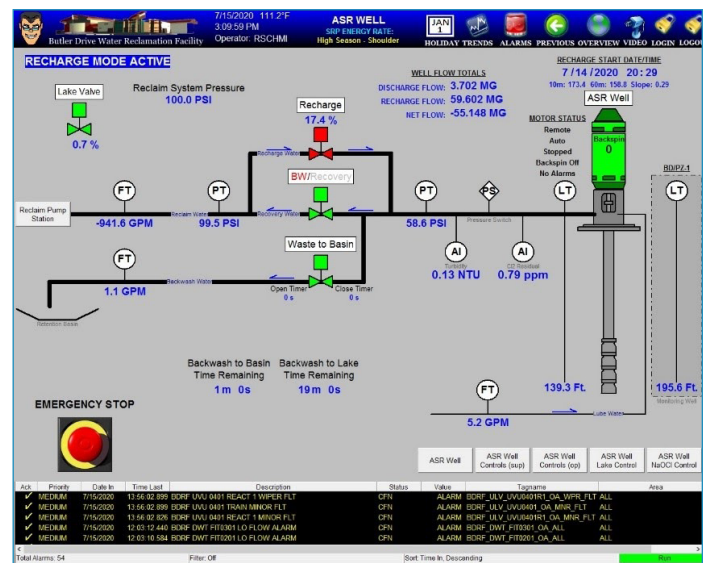 7/15/2020 111.2°F
3:09:59 PM
Operator: RSCHMI
Butler Drive Water Reclamation Facility
ASR WELL
SRP ENERGY RATE:
High Season - Shoulder
JAN
1
HOLIDAY TRENDS ALARMS PREVIOUS OVERVIEW VIDEO LOGIN LOGOU
RECHARGE MODE ACTIVE
Lake Valve
0.7 %
Reclaim System Pressure
100.0 PSI
WELL FLOW TOTALS
DISCHARGE FLOW: 3.702 MG
RECHARGE FLOW: 59.602 MG
NET FLOW: -55.148 MG
RECHARGE START DATE/TIME
7 /14 /2020 20: 29
10m: 173.4 60m: 158.8 Slope: 0.29
ASR Well
MOTOR STATUS
Remote
Auto
Stopped
Backspin Off
No Alarms
Backspin
0
BD/PZ-1
Recharge
17.4 %
Recharge Water
BW/Recovery
Recovery Water
Reclaim Pump
Station
FT
-941.6 GPM
Reclaim Water
PT
99.5 PSI
PT
58.6 PSI
PS
Pressure Switch
LT
139.3 Ft.
LT
195.6 Ft.
Monitoring Well
AI
Turbidity
0.13 NTU
AI
Cl2 Residual
0.79 ppm
Waste to Basin
Open Timer
0 s
Close Timer
0 s
FT
1.1 GPM
Backwash Water
Retention Basin
Backwash to Basin
Time Remaining
1 m 0s
Backwash to Lake
Time Remaining
19 m 0s
FT
5.2 GPM
Lube Water
EMERGENCY STOP
ASR Well
ASR Well
Controls (sup)
ASR Well
Controls (op)
ASR Well
Lake Control
ASR Well
NaOCl Control
Ack Priority Date In Time Last Description Status Value Tagname Area
MEDIUM 7/15/2020 13:56:02.899 BDRF UVU 0401 REACT 1 WIPER FLT CFN ALARM BDRF_ULV_UVU0401R1_OA_WPR_FLT ALL
MEDIUM 7/15/2020 13:56:02.899 BDRF UVU 0401 TRAIN MINOR FLT CFN ALARM BDRF_ULV_UVU0401_OA_MNR_FLT ALL
MEDIUM 7/15/2020 13:56:02.826 BDRF UVU 0401 REACT 1 MINOR FLT CFN ALARM BDRF_ULV_UVU0401R1_OA_MNR_FLT ALL
MEDIUM 7/15/2020 12:03:12.440 BDRF DWT FIT0301 LO FLOW ALARM CFN ALARM BDRF_DWT_FIT0301_OA_ALL ALL
MEDIUM 7/15/2020 12:03:10.584 BDRF DWT FIT0201 LO FLOW ALARM CFN ALARM BDRF_DWT_FIT0201_OA_ALL ALL
Total Alarms: 54 Filter: Off Sort: Time In, Descending Run